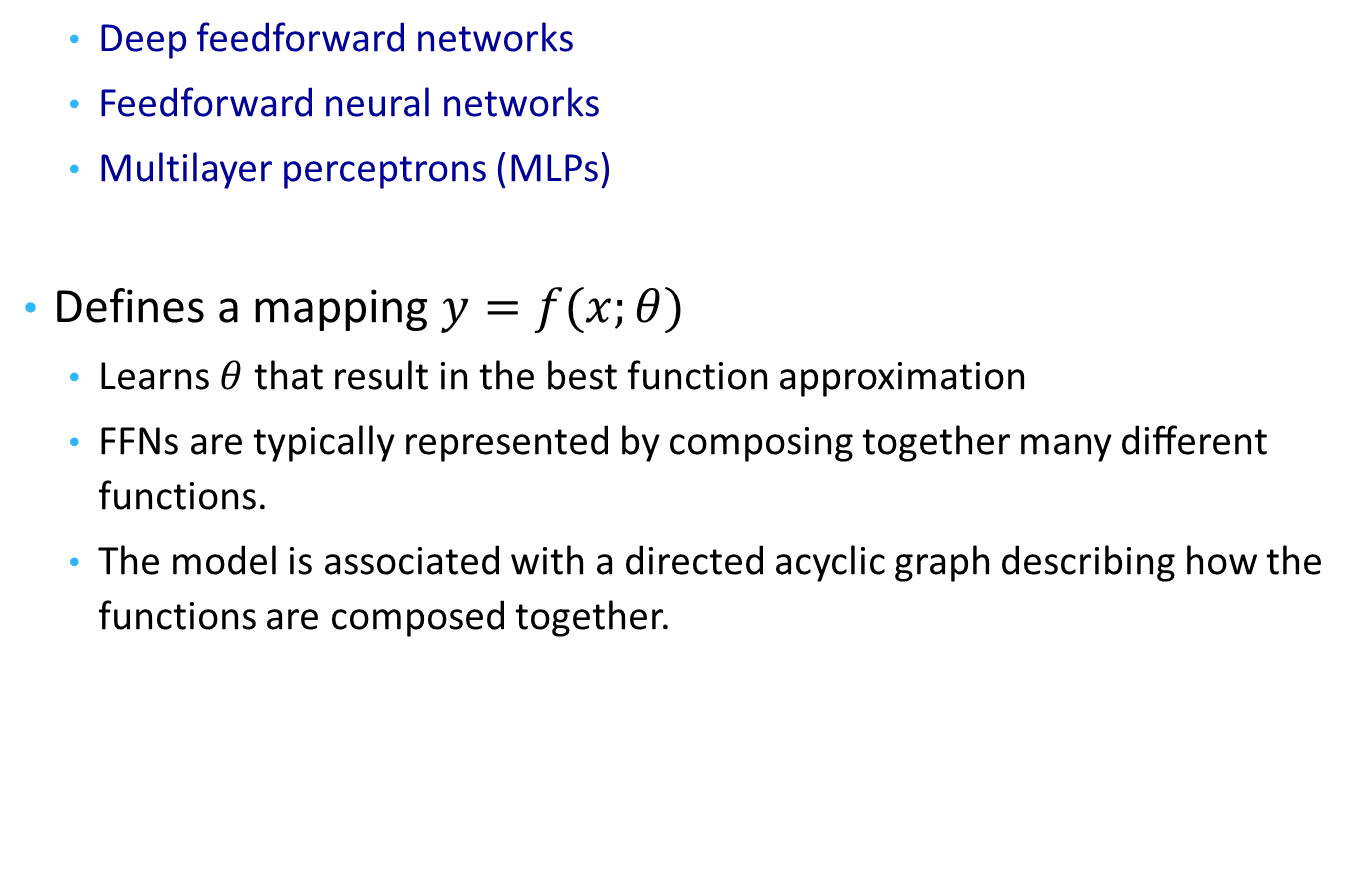 • Deep feedforward networks
• Feedforward neural networks
• Multilayer perceptrons (MLPs)
• Defines a mapping y = f(x; θ)
• Learns θ that result in the best function approximation
• FFNs are typically represented by composing together many different
functions.
• The model is associated with a directed acyclic graph describing how the
functions are composed together.